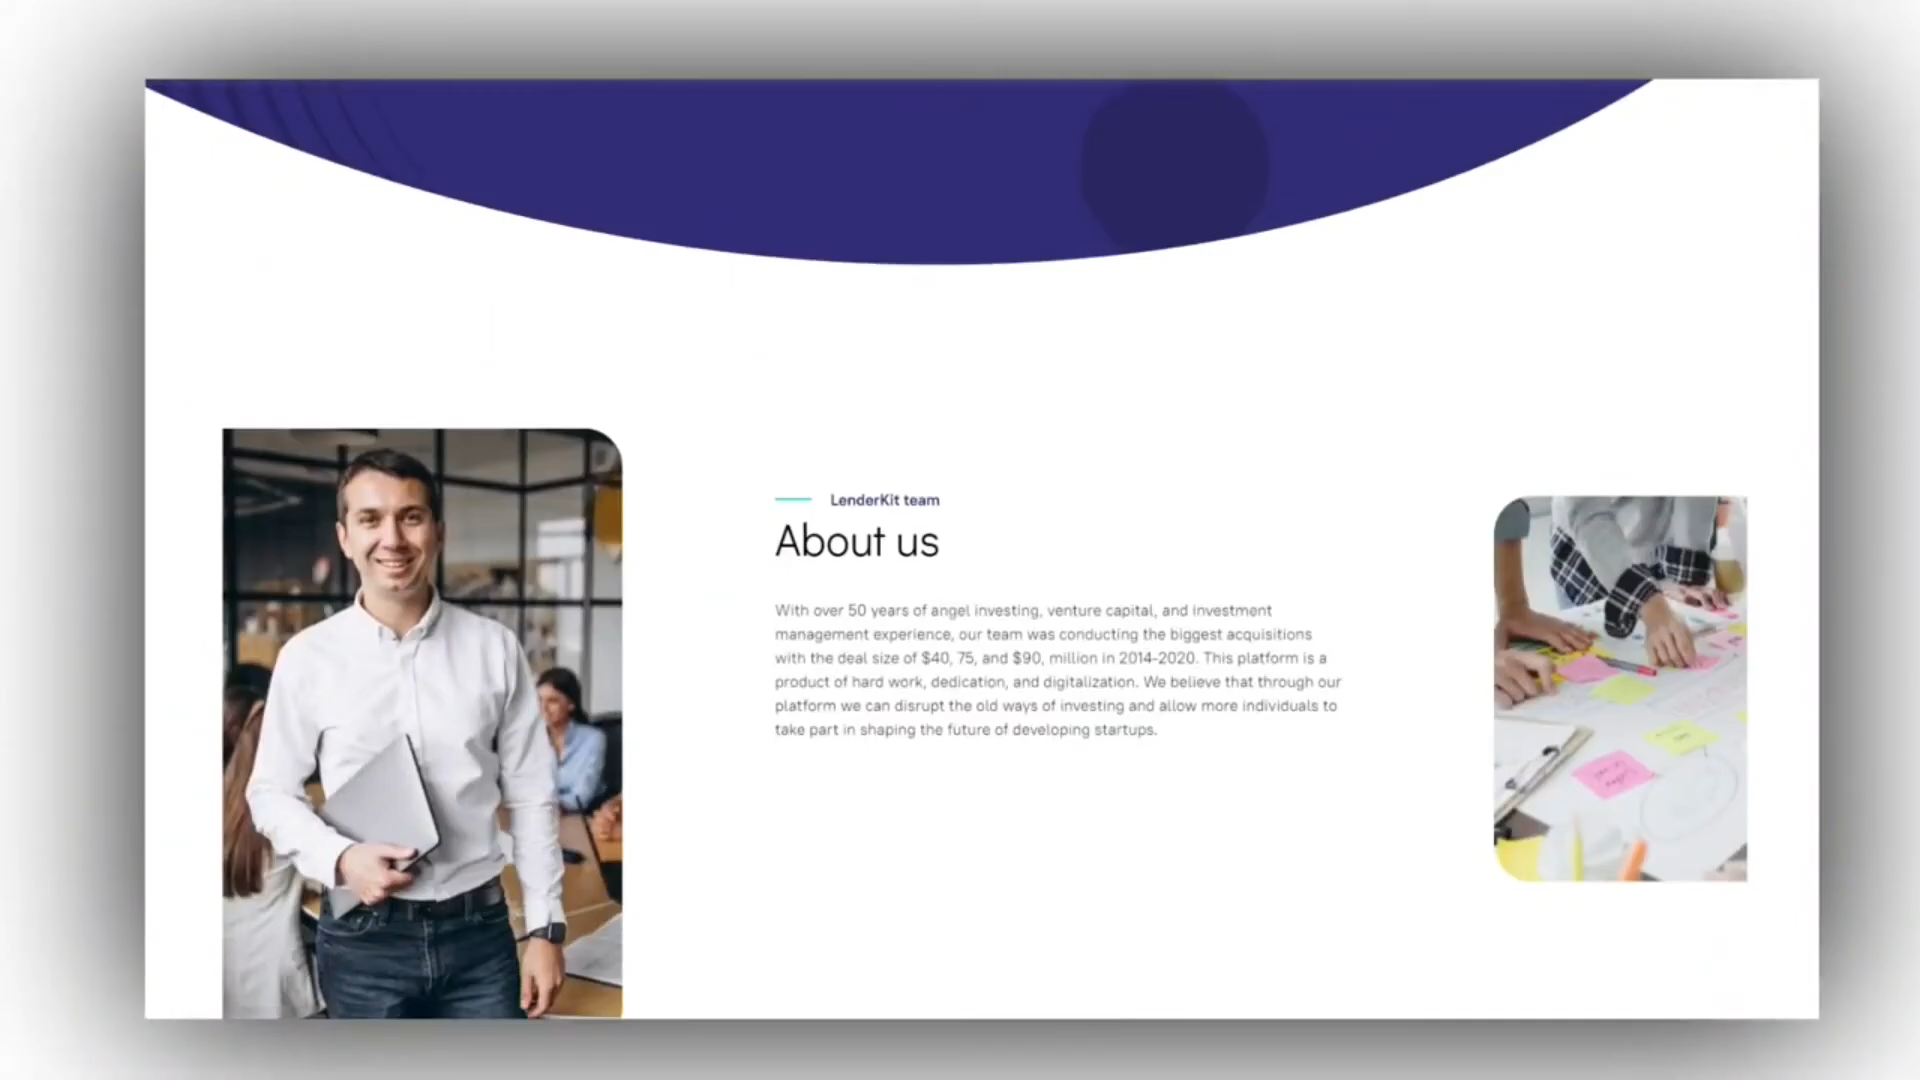 LenderKit team
About us
With over 50 years of angel investing, venture capital, and investment
management experience, our team was conducting the biggest acquisitions
with the deal size of $40, 75, and $90, million in 2014-2020. This platform is a
product of hard work, dedication, and digitalization. We believe that through our
platform we can disrupt the old ways of investing and allow more individuals to
take part in shaping the future of developing startups.